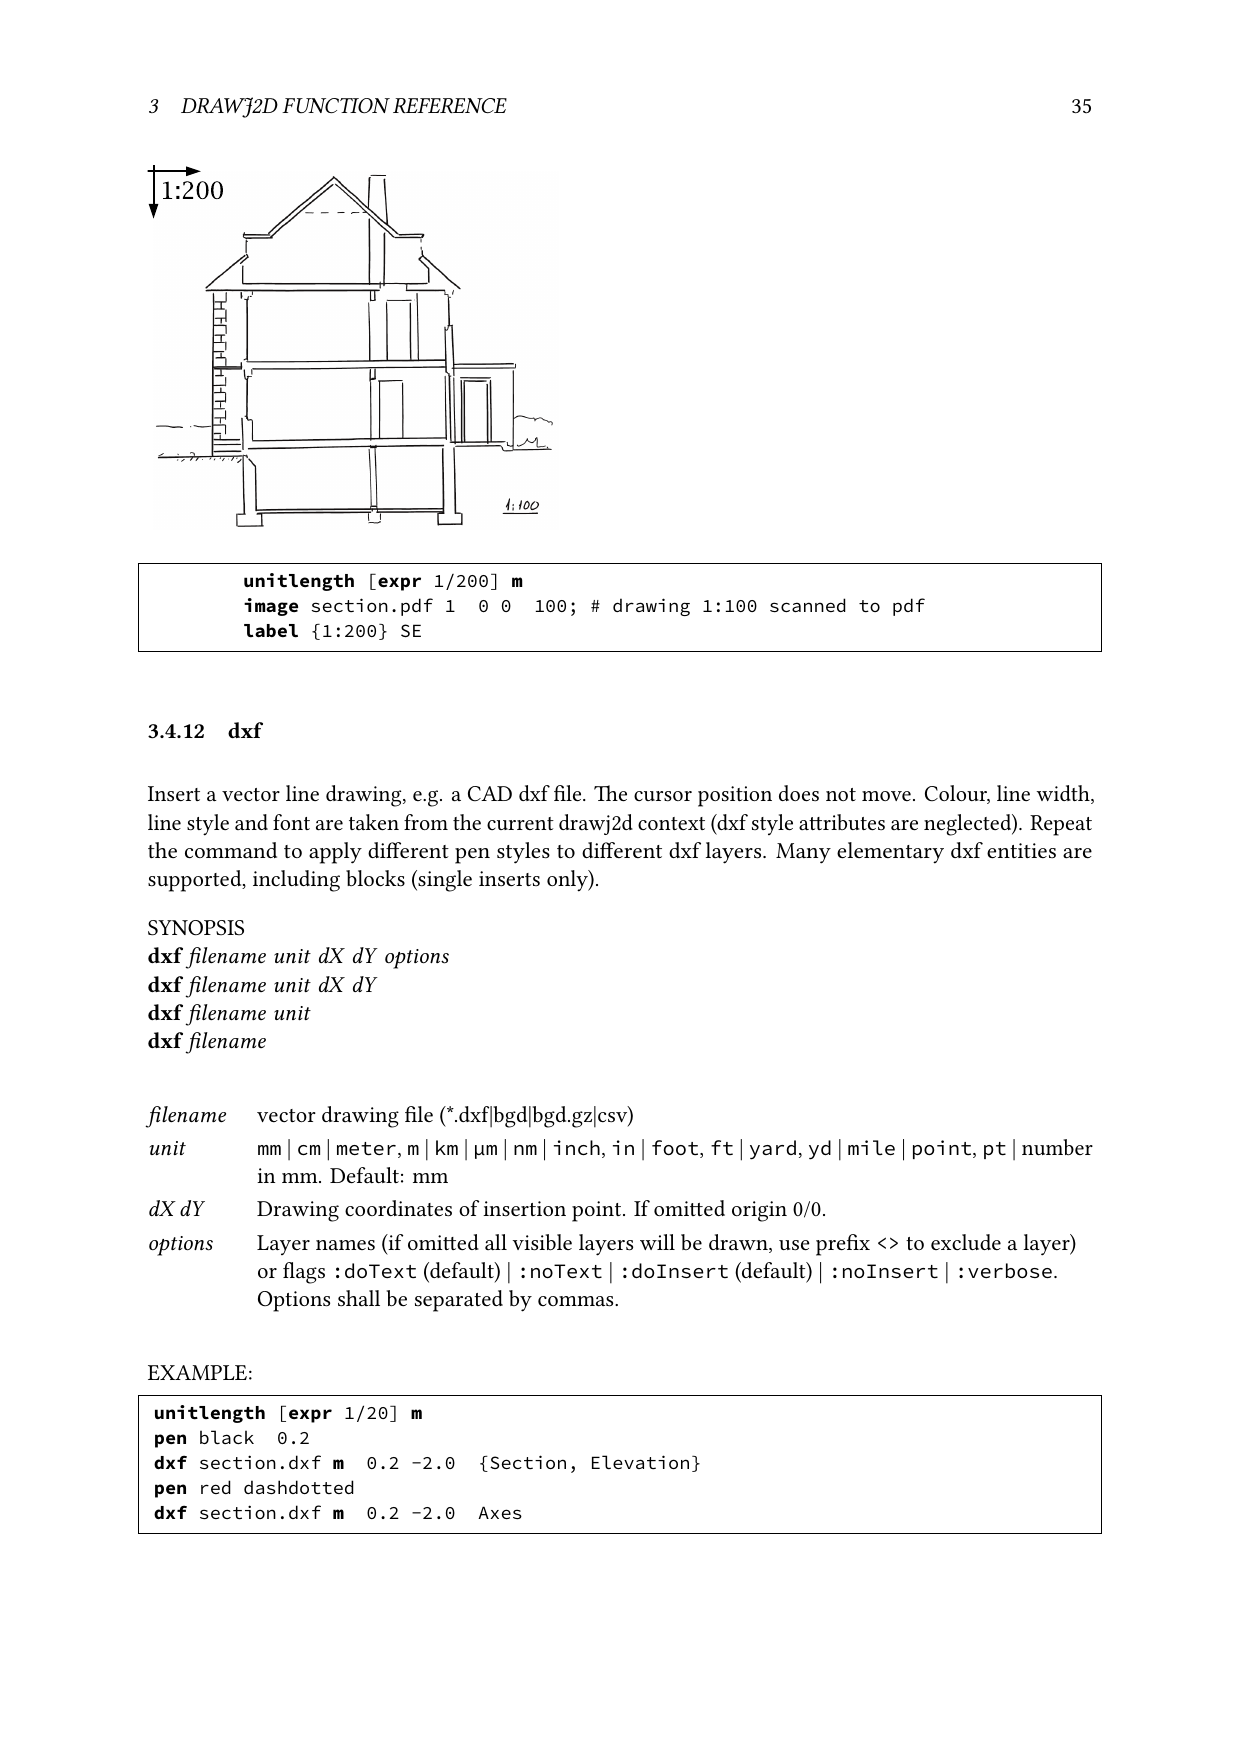 3 DRAWJ2D FUNCTION REFERENCE 35
1:200
1:100
unitlength [expr 1/200] m
image section.pdf 1  0 0  100; # drawing 1:100 scanned to pdf
label {1:200} SE
3.4.12 dxf
Insert a vector line drawing, e.g. a CAD dxf file. The cursor position does not move. Colour, line width,
line style and font are taken from the current drawj2d context (dxf style attributes are neglected). Repeat
the command to apply different pen styles to different dxf layers. Many elementary dxf entities are
supported, including blocks (single inserts only).
SYNOPSIS
dxf filename unit dX dY options
dxf filename unit dX dY
dxf filename unit
dxf filename
filename vector drawing file (*.dxf|bgd|bgd.gz|csv)
unit mm | cm | meter, m | km | µm | nm | inch, in | foot, ft | yard, yd | mile | point, pt | number
in mm. Default: mm
dX dY Drawing coordinates of insertion point. If omitted origin 0/0.
options Layer names (if omitted all visible layers will be drawn, use prefix <> to exclude a layer)
or flags :doText (default) | :noText | :doInsert (default) | :noInsert | :verbose.
Options shall be separated by commas.
EXAMPLE:
unitlength [expr 1/20] m
pen black  0.2
dxf section.dxf m  0.2 -2.0  {Section, Elevation}
pen red dashdotted
dxf section.dxf m  0.2 -2.0  Axes